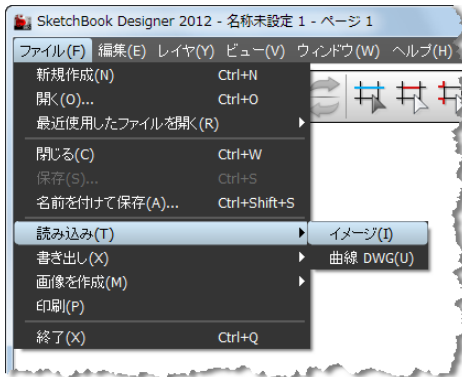 SketchBook Designer 2012 - 名称未設定 1 - ページ 1
ファイル(F) 編集(E) レイヤ(Y) ビュー(V) ウィンドウ(W) ヘルプ(H)
新規作成(N) Ctrl+N
開く(O)... Ctrl+O
最近使用したファイルを開く(R)
閉じる(C) Ctrl+W
保存(S)... Ctrl+S
名前を付けて保存(A)... Ctrl+Shift+S
読み込み(T) イメージ(I)
書き出し(X) 曲線 DWG(U)
画像を作成(M)
印刷(P)
終了(X) Ctrl+Q